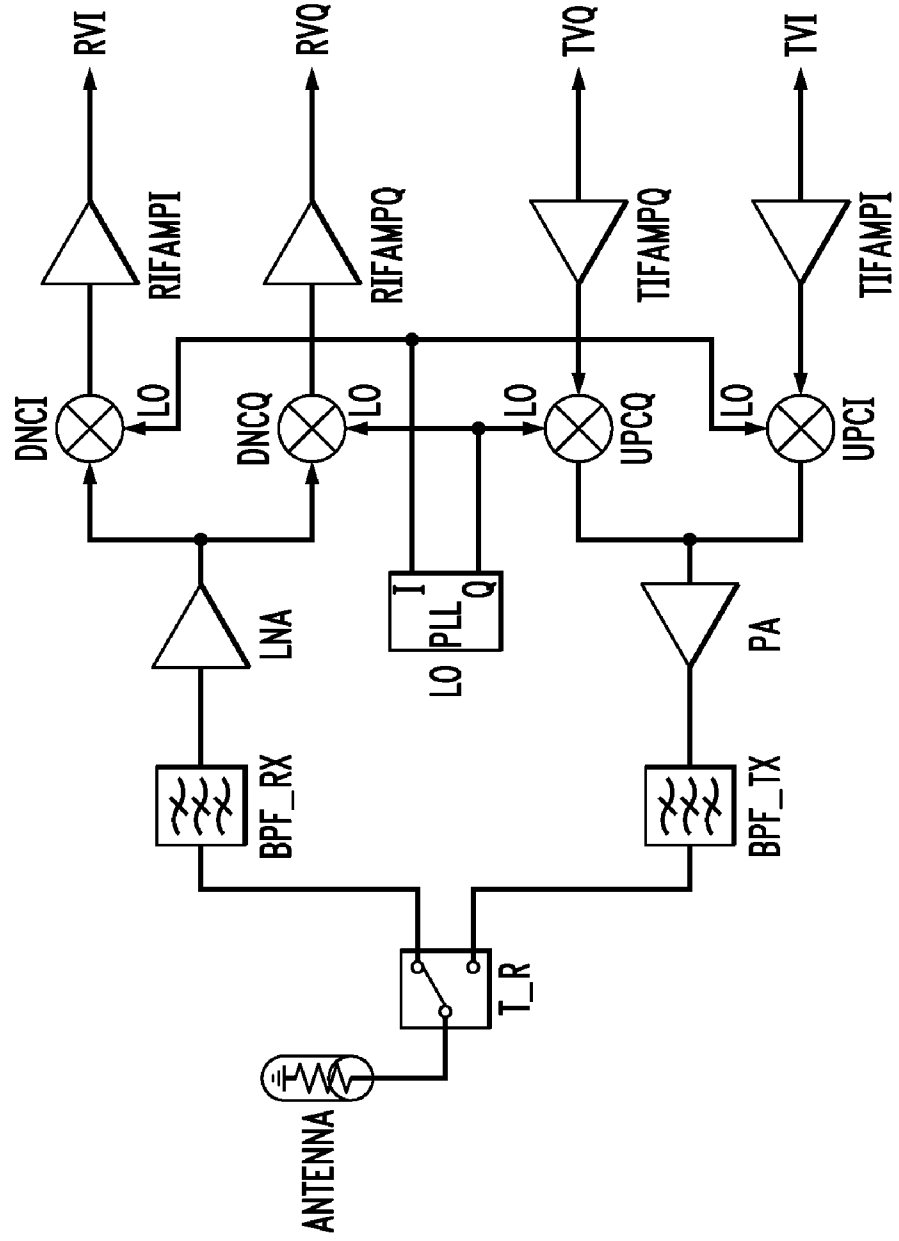 RVI
RVQ
TVQ
TVI
RIFAMPI
RIFAMPQ
TIFAMPQ
TIFAMPI
DNCI
LO
DNCQ
LO
LO
UPCQ
LO
UPCI
LNA
I
Q
PLL
LO
PA
BPF_RX
BPF_TX
T_R
ANTENNA